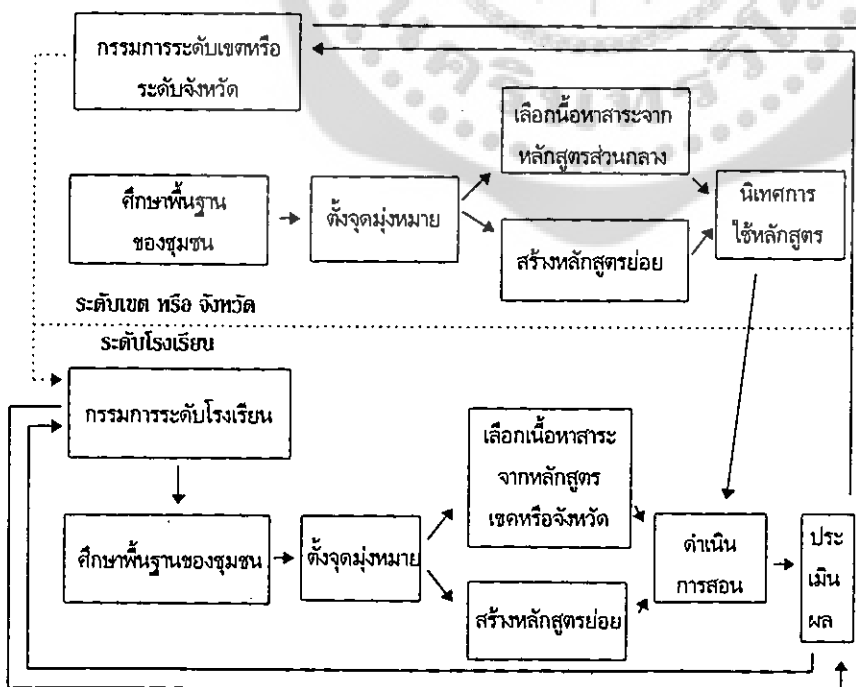 กรรมการระดับเขตหรือ
ระดับจังหวัด
เลือกนื้อหาสาระจาก
หลักสูตรส่วนกลาง
ศึกษาพื้นฐาน
ของชุมชน
ตั้งจุดมุ่งหมาย
สร้างหลักสูตรย่อย
นิเทศการ
ใช้หลักสูตร
ระดับเขต หรือ จังหวัด
ระดับโรงเรียน
กรรมการระดับโรงเรียน
เลือกเนื้อหาสาระ
จากหลักสูตร
เขคหรือจังหวัด
ศึกษาพื้นฐานของชุมชน
ตั้งจุดมุ่งหมาย
สร้างหลักสูตรย่อย
ดำเนิน
การสอน
ประ
เมิน
ผล